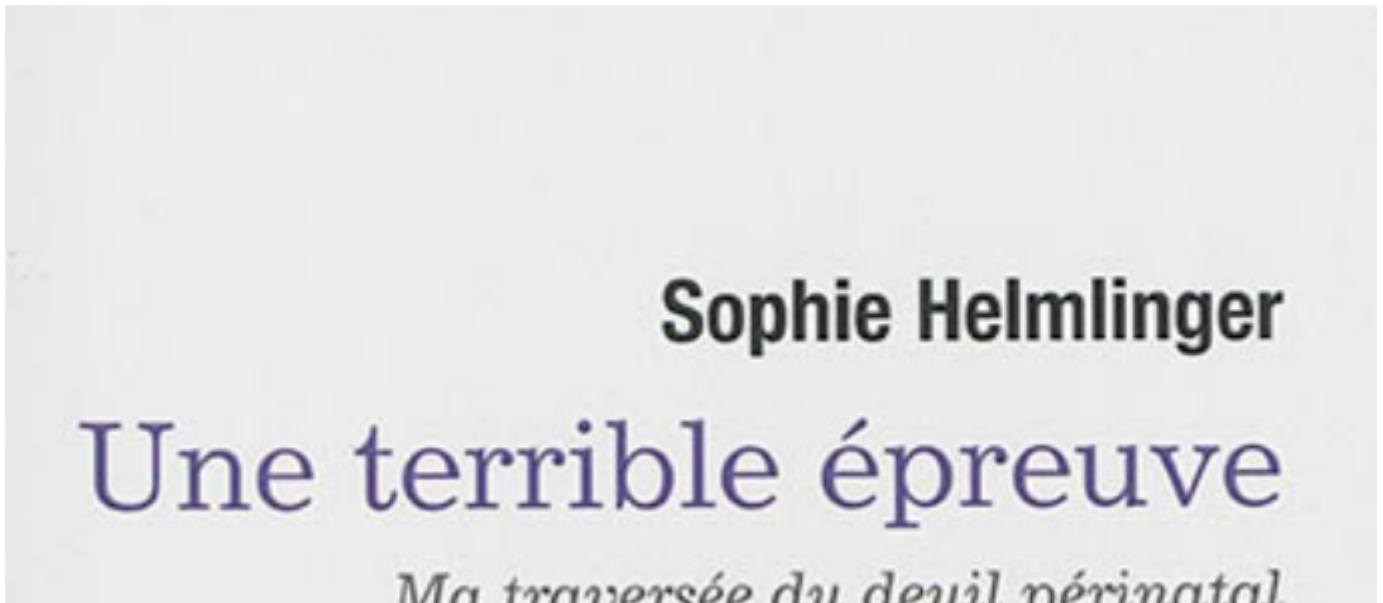 Sophie Helmlinger
Une terrible épreuve
Ma traversée du deuil périnatal